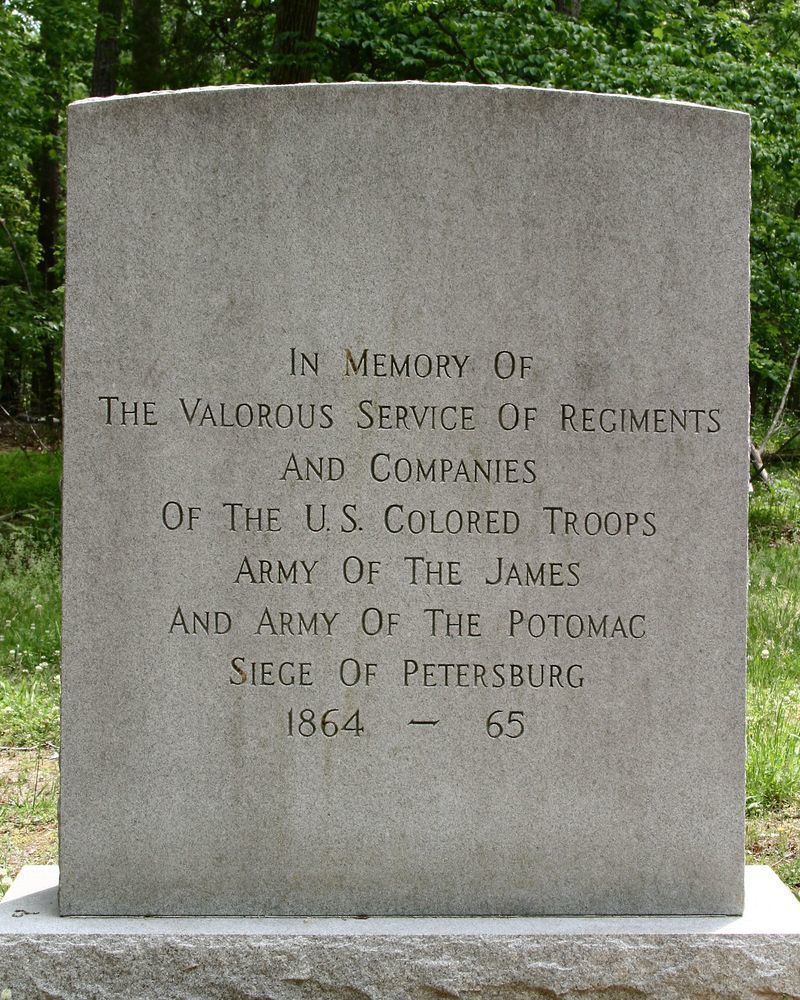 In Memory Of
The Valorous Service Of Regiments
And Companies
Of The U.S. Colored Troops
Army Of The James
And Army Of The Potomac
Siege Of Petersburg
1864 — 65